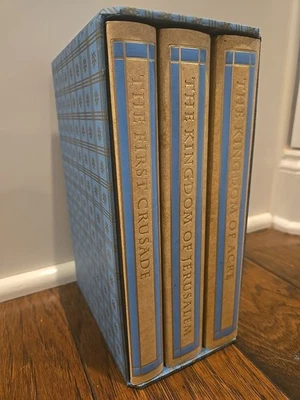 THE FIRST CRUSADE
THE KINGDOM OF JERUSALEM
THE KINGDOM OF ACRE